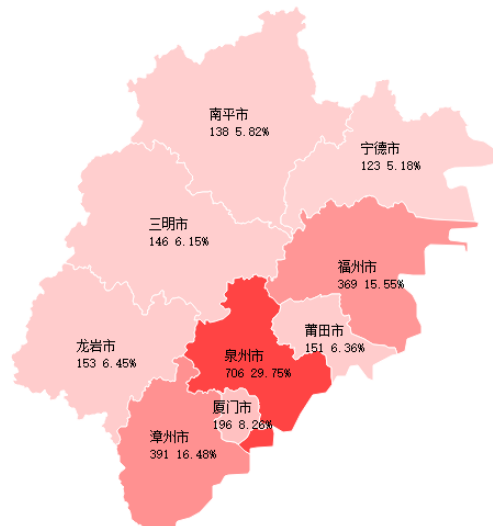 南平市
138 5.82%
宁德市
123 5.18%
三明市
146 6.15%
福州市
369 15.55%
莆田市
151 6.36%
龙岩市
153 6.45%
泉州市
706 29.75%
厦门市
196 8.26%
漳州市
391 16.48%